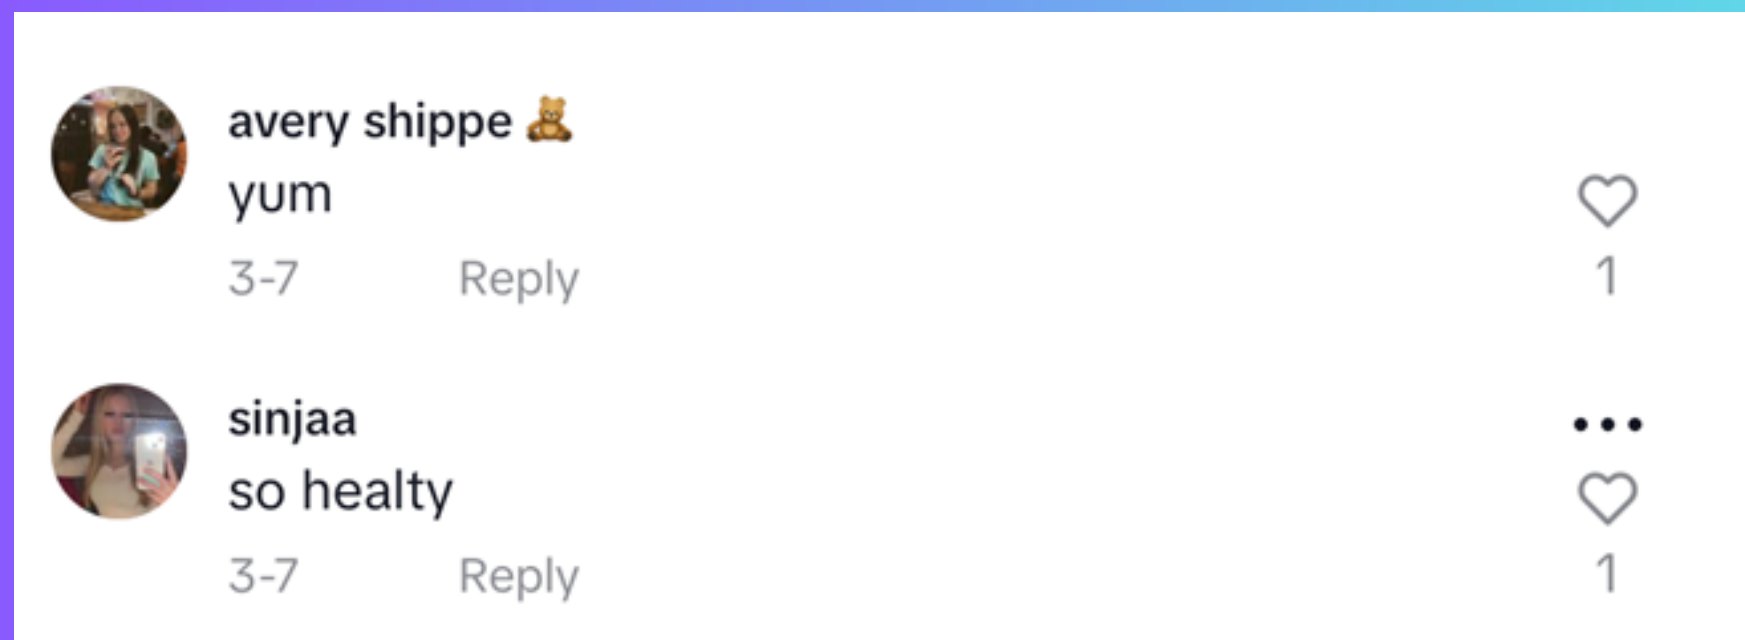 avery shippe 🧸
yum
3-7 Reply
1
sinjaa
so healty
3-7 Reply
1